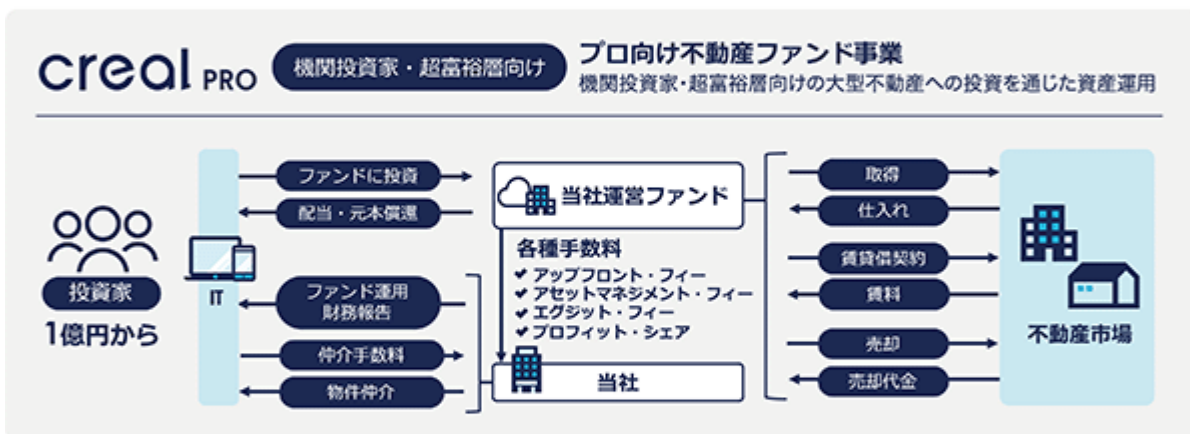 creal PRO
機関投資家・超富裕層向け
プロ向け不動産ファンド事業
機関投資家・超富裕層向けの大型不動産への投資を通じた資産運用
投資家
1億円から
IT
ファンドに投資
配当・元本償還
ファンド運用
財務報告
仲介手数料
物件仲介
当社運営ファンド
各種手数料
✔アップフロント・フィー
✔アセットマネジメント・フィー
✔エグジット・フィー
✔プロフィット・シェア
当社
取得
仕入れ
賃貸借契約
賃料
売却
売却代金
不動産市場